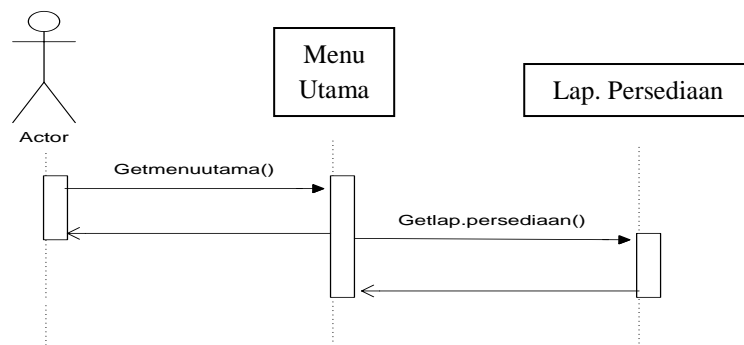 Menu
Utama
Lap. Persediaan
Actor
Getmenuutama()
Getlap.persediaan()